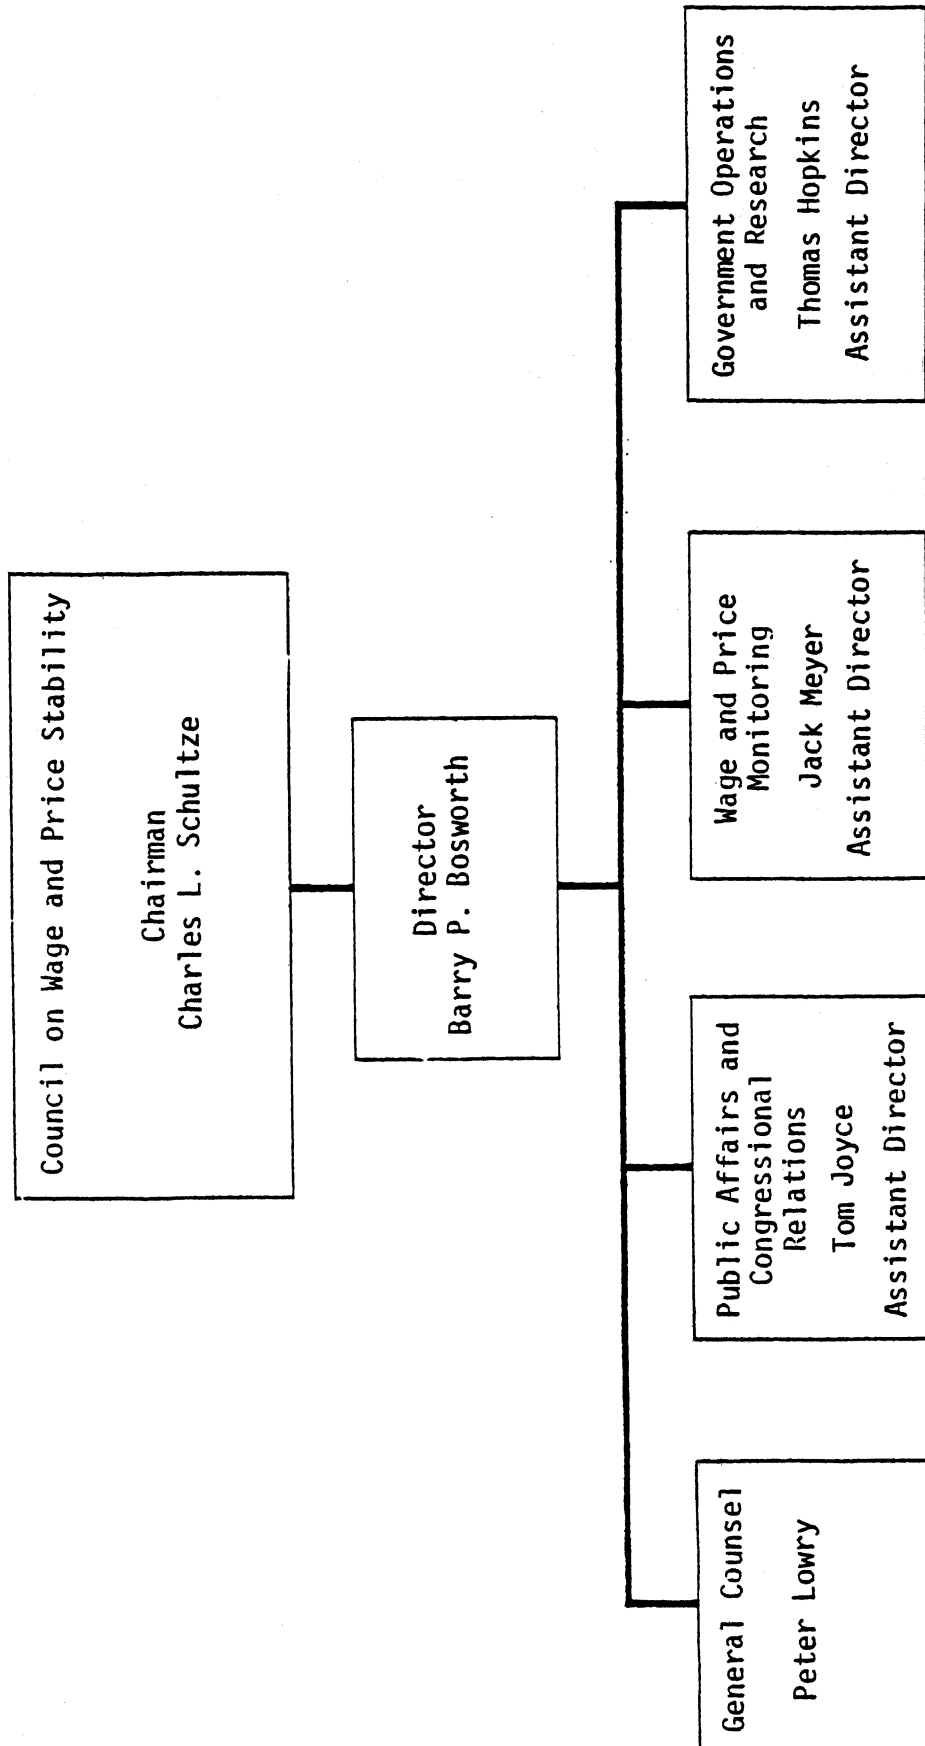 Council on Wage and Price Stability
Chairman
Charles L. Schultze
Director
Barry P. Bosworth
General Counsel
Peter Lowry
Public Affairs and
Congressional
Relations
Tom Joyce
Assistant Director
Wage and Price
Monitoring
Jack Meyer
Assistant Director
Government Operations
and Research
Thomas Hopkins
Assistant Director